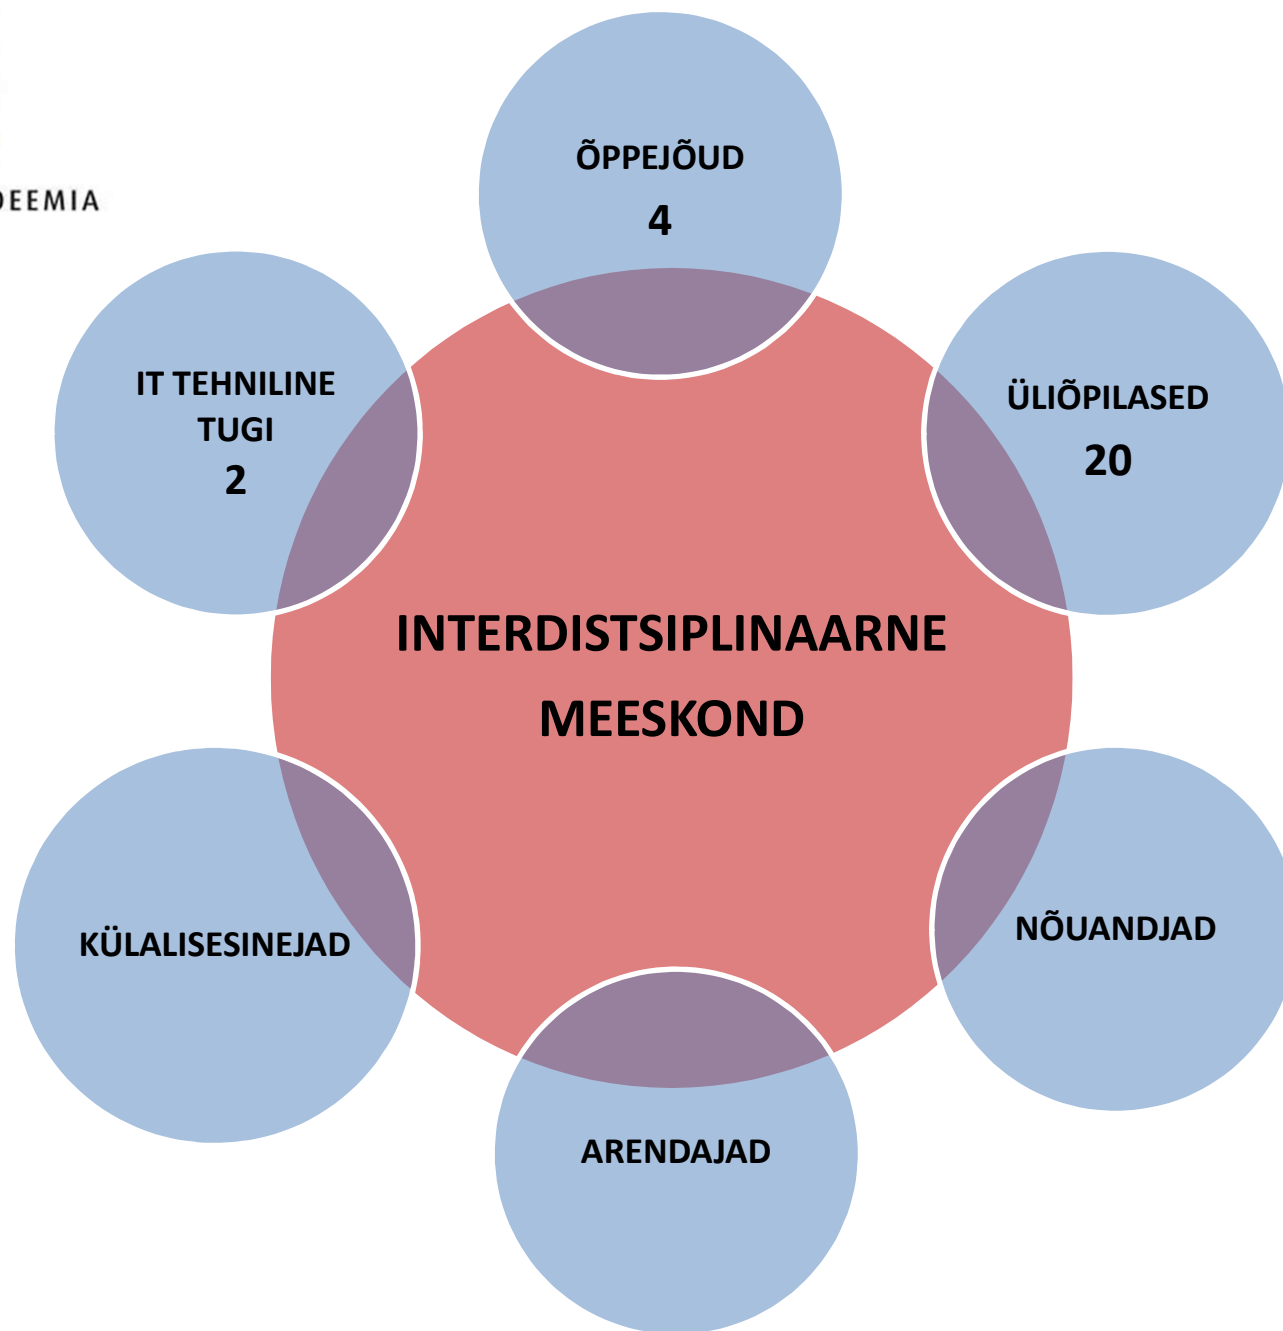 ÕPPEJÕUD
4
IT TEHNILINE
TUGI
2
ÜLIÕPILASED
20
INTERDISTSIPLINAARNE
MEESKOND
KÜLALISESINEJAD
NÕUANDJAD
ARENDAJAD